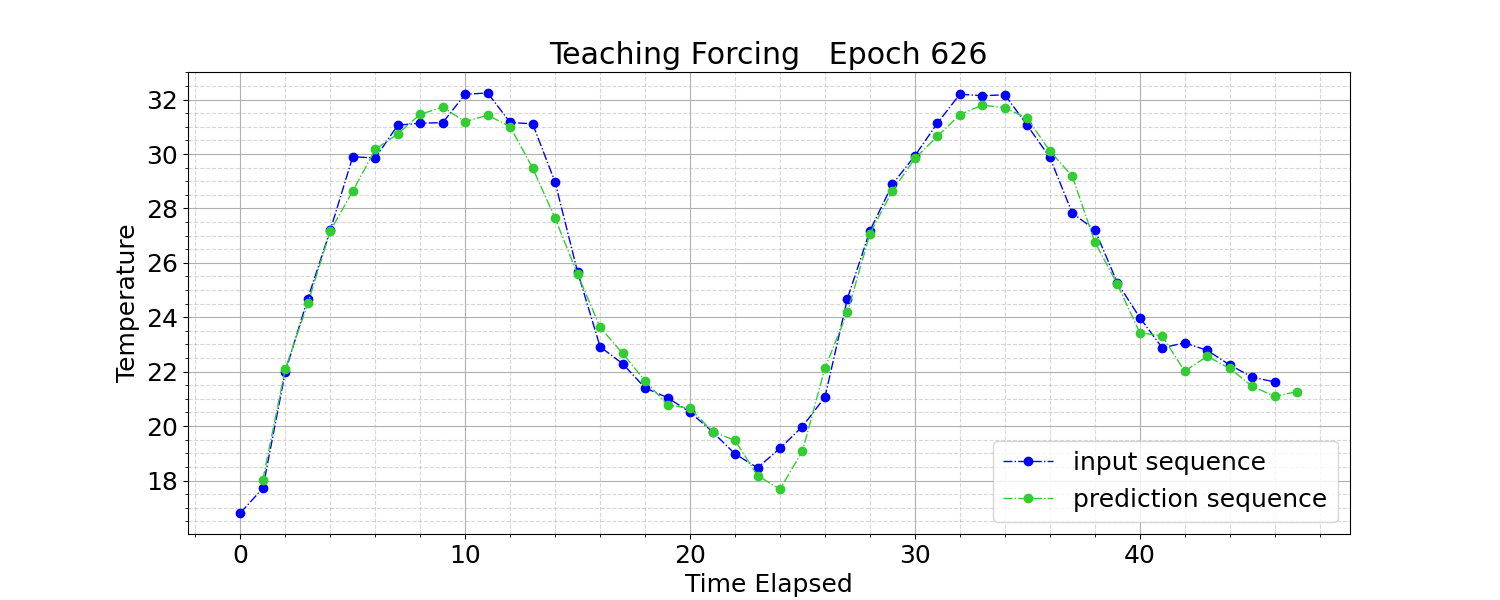 Teaching Forcing   Epoch 626
32
30
28
26
24
22
20
18
Temperature
input sequence
prediction sequence
0 10 20 30 40
Time Elapsed